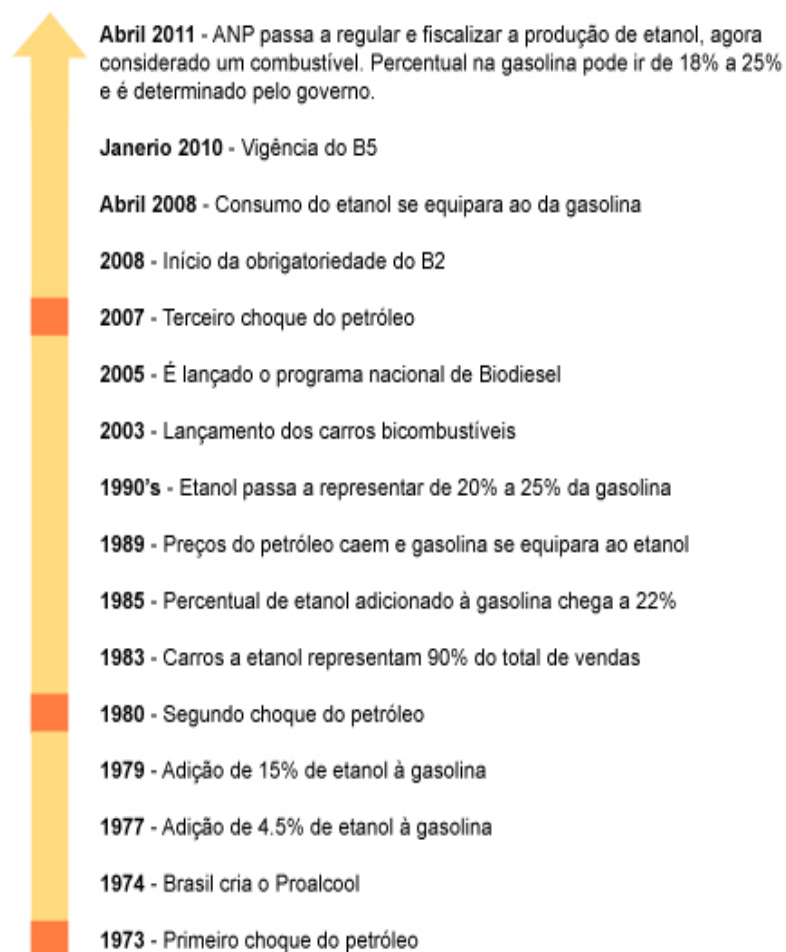 Abril 2011 - ANP passa a regular e fiscalizar a produção de etanol, agora
considerado um combustível. Percentual na gasolina pode ir de 18% a 25%
e é determinado pelo governo.
Janerio 2010 - Vigência do B5
Abril 2008 - Consumo do etanol se equipara ao da gasolina
2008 - Início da obrigatoriedade do B2
2007 - Terceiro choque do petróleo
2005 - É lançado o programa nacional de Biodiesel
2003 - Lançamento dos carros bicombustíveis
1990's - Etanol passa a representar de 20% a 25% da gasolina
1989 - Preços do petróleo caem e gasolina se equipara ao etanol
1985 - Percentual de etanol adicionado à gasolina chega a 22%
1983 - Carros a etanol representam 90% do total de vendas
1980 - Segundo choque do petróleo
1979 - Adição de 15% de etanol à gasolina
1977 - Adição de 4.5% de etanol à gasolina
1974 - Brasil cria o Proalcool
1973 - Primeiro choque do petróleo